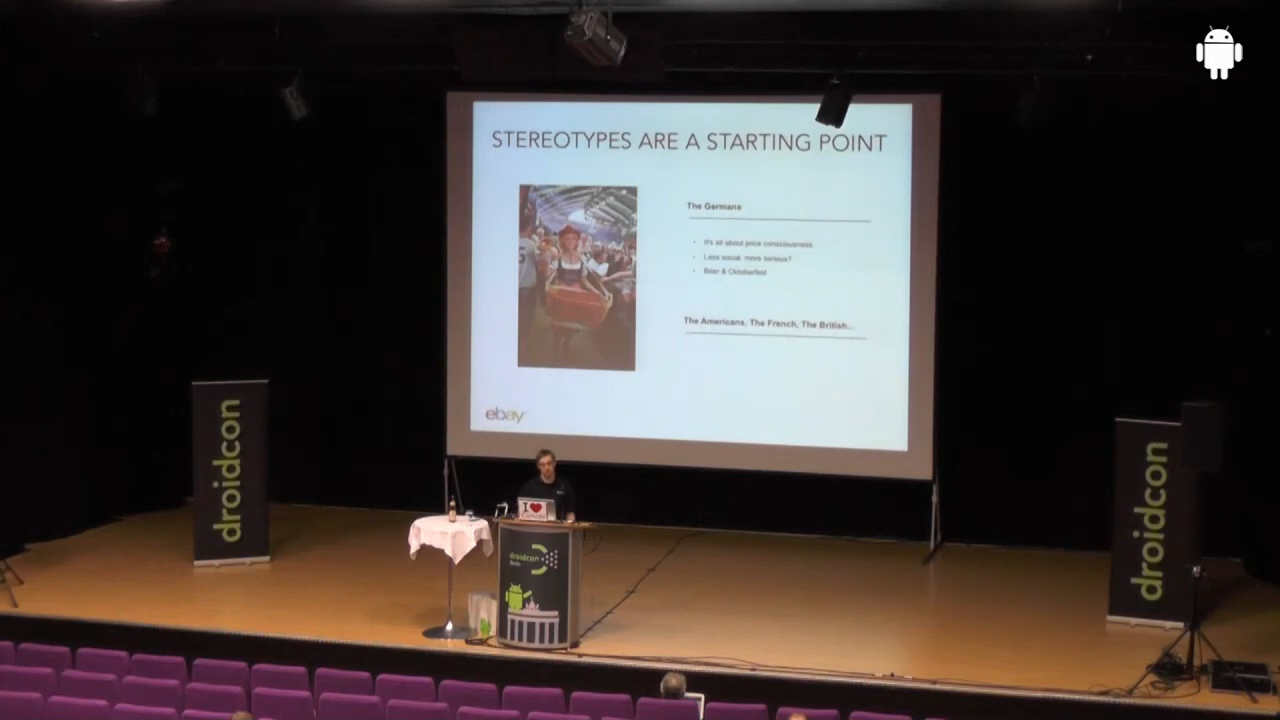 STEREOTYPES ARE A STARTING POINT
The Germans
It's all about price consciousness
Less social, more serious?
Beer & Oktoberfest
The Americans, The French, The British...
ebay
droidcon
droidcon
I
droidcon